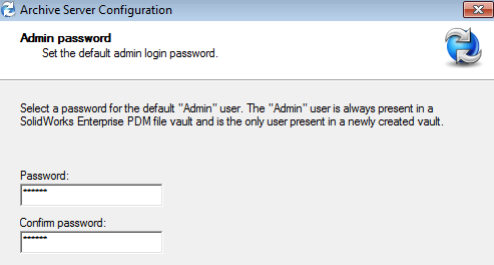 Archive Server Configuration
Admin password
Set the default admin login password.
Select a password for the default "Admin" user. The "Admin" user is always present in a
SolidWorks Enterprise PDM file vault and is the only user present in a newly created vault.
Password:
******
Confirm password:
******